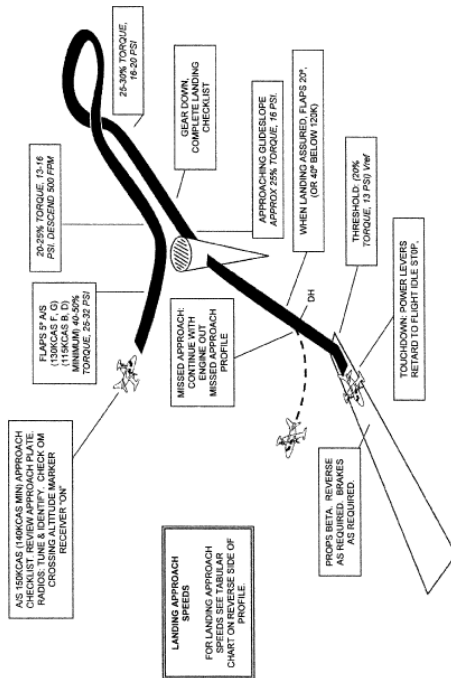 A/S 150KCAS (140KCAS MIN) APPROACH
CHECKLIST. REVIEW APPROACH PLATE.
RADIOS, TUNE & IDENTIFY. CHECK OM
CROSSING ALTITUDE MARKER
RECEIVER "ON"
FLAPS 5° A/S
(130KCAS F, G)
(115KCAS B, D)
MINIMUM) 40-50%
TORQUE, 25-32 PSI
20-25% TORQUE, 13-16
PSI. DESCEND 500 FPM
25-30% TORQUE,
16-20 PSI
GEAR DOWN,
COMPLETE LANDING
CHECKLIST
APPROACHING GLIDESLOPE
APPROX 25% TORQUE, 16 PSI.
MISSED APPROACH:
CONTINUE WITH
ENGINE OUT
MISSED APPROACH
PROFILE
WHEN LANDING ASSURED, FLAPS 20°,
(OR 40° BELOW 120K)
DH
THRESHOLD: (20%
TORQUE, 13 PSI) Vref
TOUCHDOWN: POWER LEVERS
RETARD TO FLIGHT IDLE STOP,
PROPS BETA. REVERSE
AS REQUIRED. BRAKES
AS REQUIRED.
LANDING APPROACH
SPEEDS
FOR LANDING APPROACH
SPEEDS SEE TABULAR
CHART ON REVERSE SIDE OF
PROFILE.